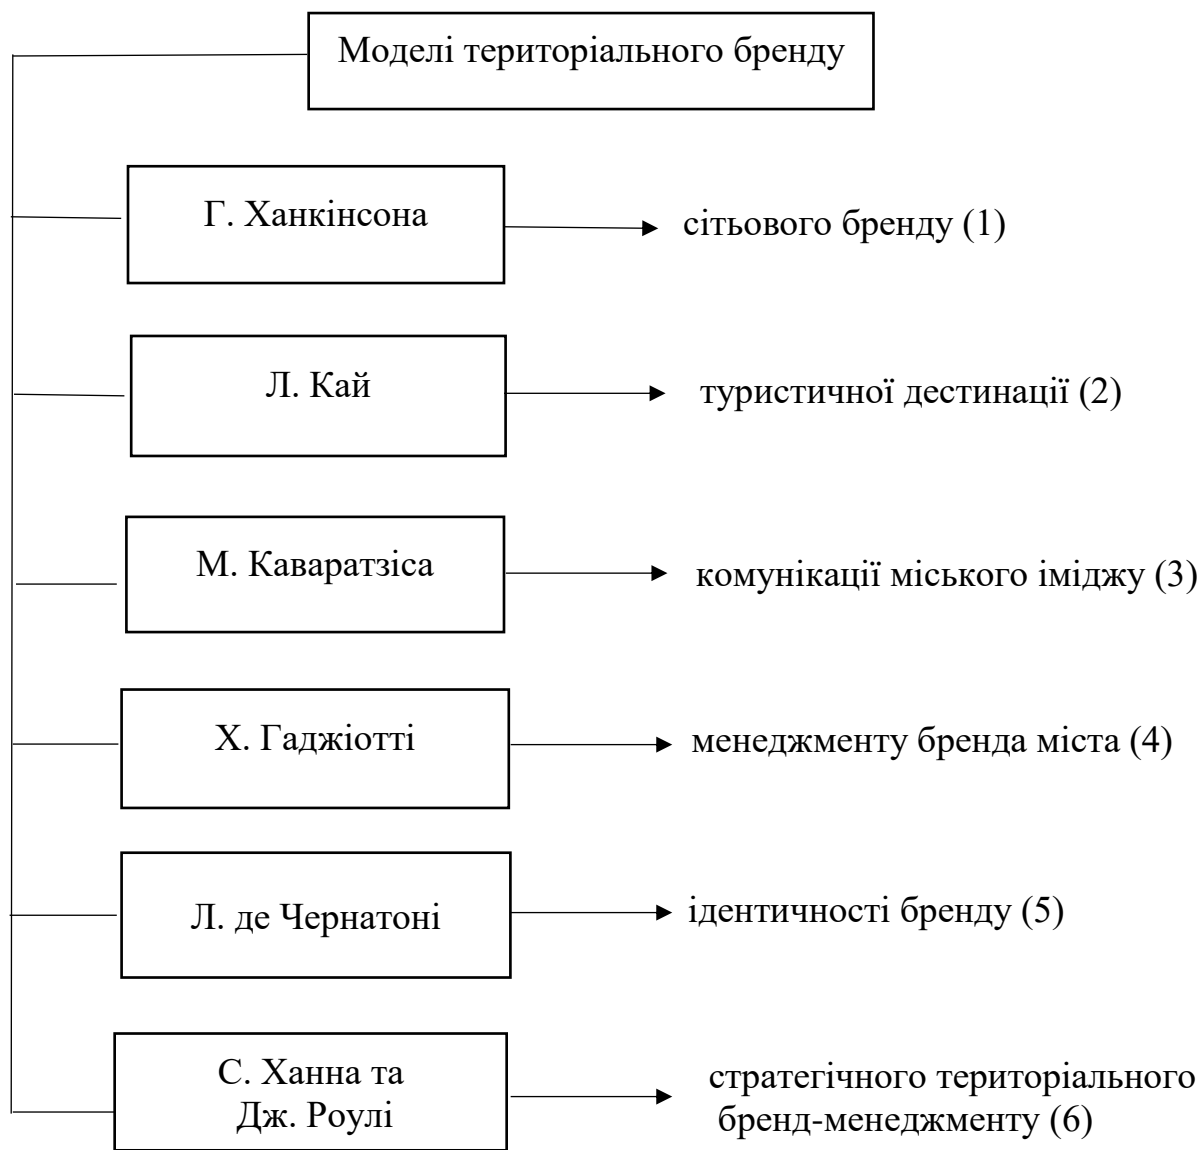 Моделі територіального бренду
Г. Ханкінсона
сітьового бренду (1)
Л. Кай
туристичної дестинації (2)
М. Каваратзіса
комунікації міського іміджу (3)
Х. Гаджіотті
менеджменту бренда міста (4)
Л. де Чернатоні
ідентичності бренду (5)
С. Ханна та
Дж. Роулі
стратегічного територіального
бренд-менеджменту (6)